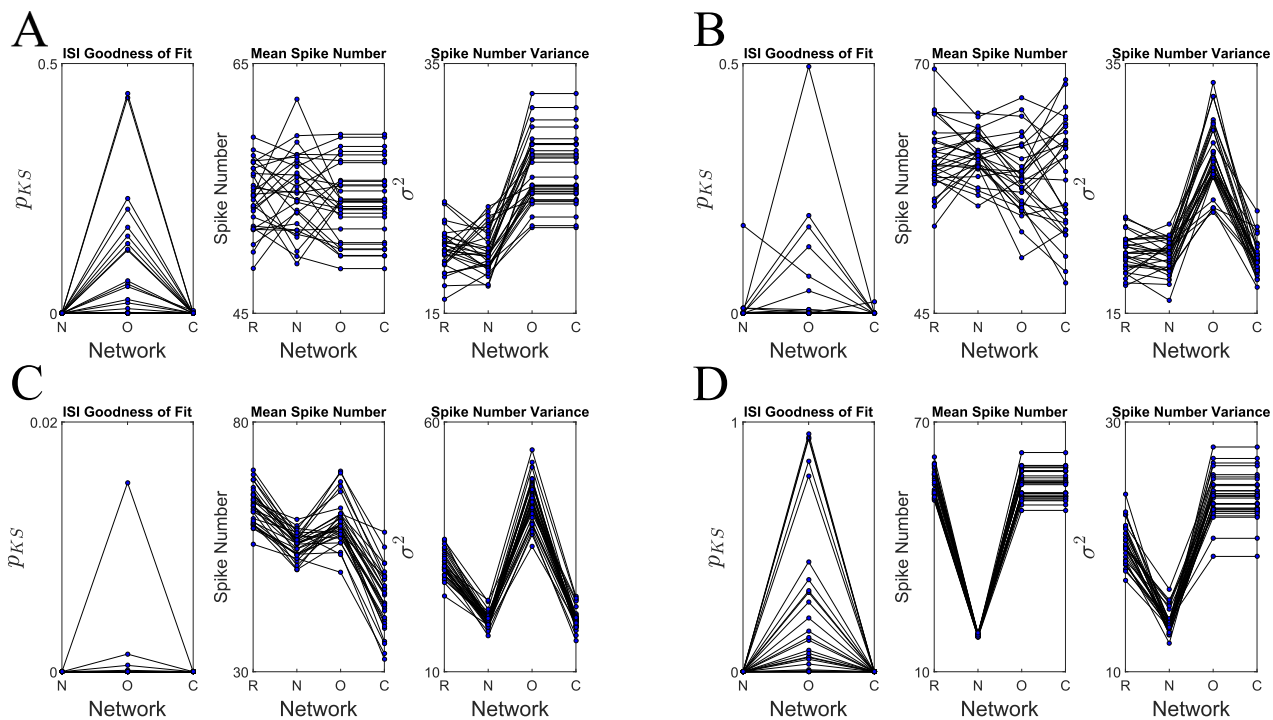 A
ISI Goodness of Fit
Mean Spike Number
Spike Number Variance
0.5
0
p_KS
N O C
Network
65
45
Spike Number
R N O C
Network
35
15
σ²
R N O C
Network
B
ISI Goodness of Fit
Mean Spike Number
Spike Number Variance
0.5
0
p_KS
N O C
Network
70
45
Spike Number
R N O C
Network
35
15
σ²
R N O C
Network
C
ISI Goodness of Fit
Mean Spike Number
Spike Number Variance
0.02
0
p_KS
N O C
Network
80
30
Spike Number
R N O C
Network
60
10
σ²
R N O C
Network
D
ISI Goodness of Fit
Mean Spike Number
Spike Number Variance
1
0
p_KS
N O C
Network
70
10
Spike Number
R N O C
Network
30
10
σ²
R N O C
Network